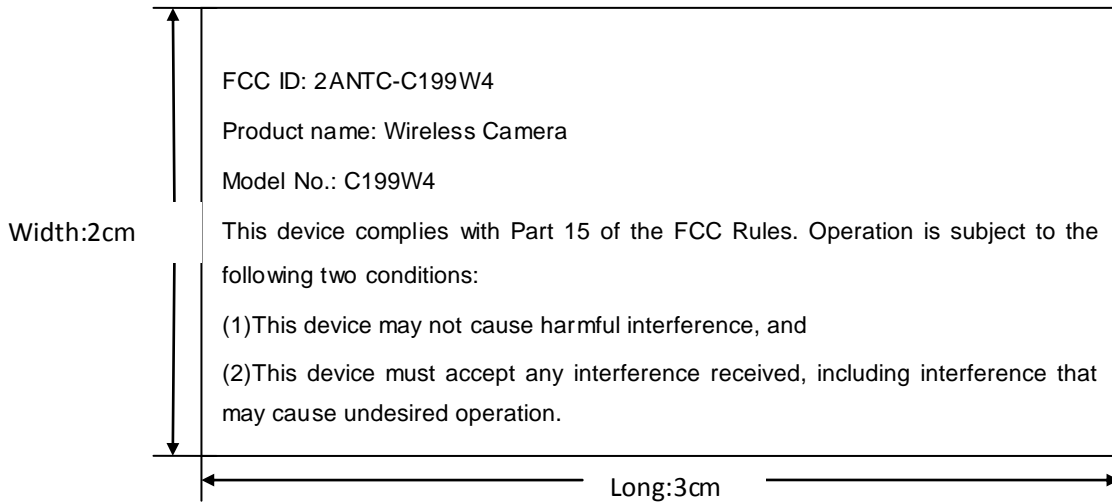 FCC ID: 2ANTC-C199W4
Product name: Wireless Camera
Model No.: C199W4
Width:2cm
This device complies with Part 15 of the FCC Rules. Operation is subject to the
following two conditions:
(1)This device may not cause harmful interference, and
(2)This device must accept any interference received, including interference that
may cause undesired operation.
Long:3cm